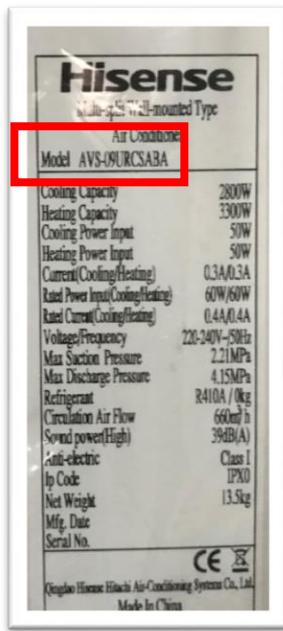 Hisense
Multi-split Wall-mounted Type
Air Conditioner
Model AVS-09URCSABA
Cooling Capacity 2800W
Heating Capacity 3300W
Cooling Power Input 50W
Heating Power Input 50W
Current(Cooling/Heating) 0.3A/0.3A
Rated Power Input(Cooling/Heating) 60W/60W
Rated Current(Cooling/Heating) 0.4A/0.4A
Voltage/Frequency 220-240V~/50Hz
Max Suction Pressure 2.21MPa
Max Discharge Pressure 4.15MPa
Refrigerant R410A / 0kg
Circulation Air Flow 660m³/h
Sound power(High) 39dB(A)
Anti-electric Class I
Ip Code IPX0
Net Weight 13.5kg
Mfg. Date
Serial No.
CE
Qingdao Hisense Hitachi Air-Conditioning Systems Co., Ltd.
Made In China